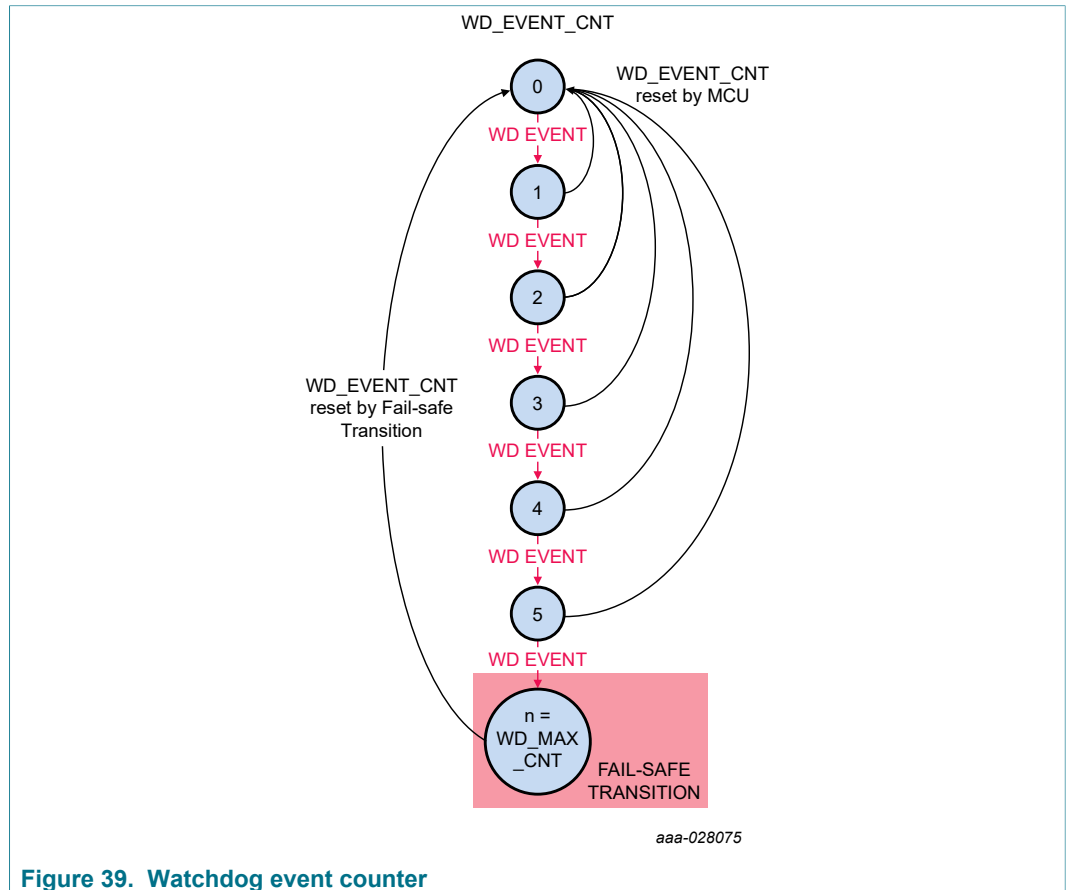 WD_EVENT_CNT
0
WD_EVENT_CNT
reset by MCU
WD EVENT
1
WD EVENT
2
WD EVENT
3
WD_EVENT_CNT
reset by Fail-safe
Transition
WD EVENT
4
WD EVENT
5
WD EVENT
n =
WD_MAX
_CNT
FAIL-SAFE
TRANSITION
aaa-028075
Figure 39. Watchdog event counter